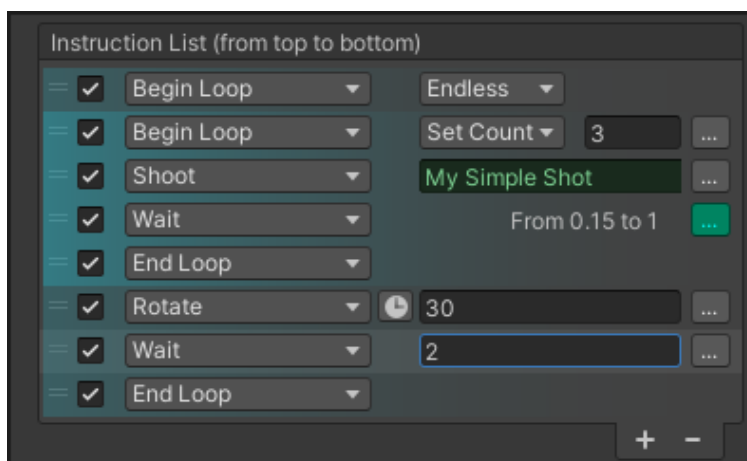 Instruction List (from top to bottom)
Begin Loop Endless
Begin Loop Set Count 3 ...
Shoot My Simple Shot ...
Wait From 0.15 to 1 ...
End Loop
Rotate 30 ...
Wait 2 ...
End Loop
+ -